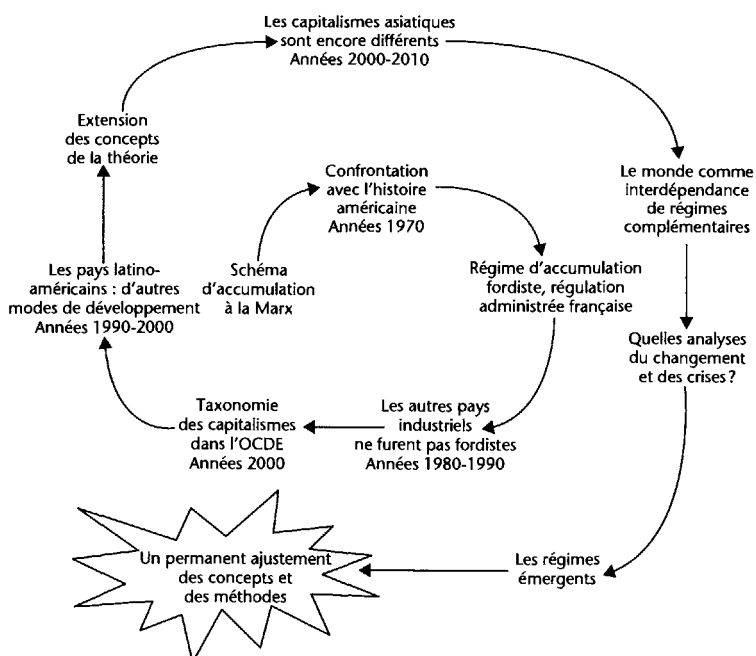 Les capitalismes asiatiques
sont encore différents
Années 2000-2010
Extension
des concepts
de la théorie
Confrontation
avec l'histoire
américaine
Années 1970
Le monde comme
interdépendance
de régimes
complémentaires
Les pays latino-
américains : d'autres
modes de développement
Années 1990-2000
Schéma
d'accumulation
à la Marx
Régime d'accumulation
fordiste, régulation
administrée française
Quelles analyses
du changement
et des crises ?
Taxonomie
des capitalismes
dans l'OCDE
Années 2000
Les autres pays
industriels
ne furent pas fordistes
Années 1980-1990
Un permanent ajustement
des concepts et
des méthodes
Les régimes
émergents